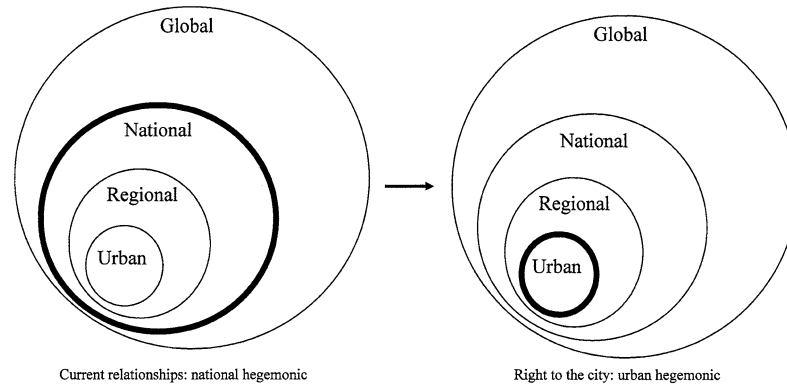 Global
National
Regional
Urban
Current relationships: national hegemonic
Global
National
Regional
Urban
Right to the city: urban hegemonic